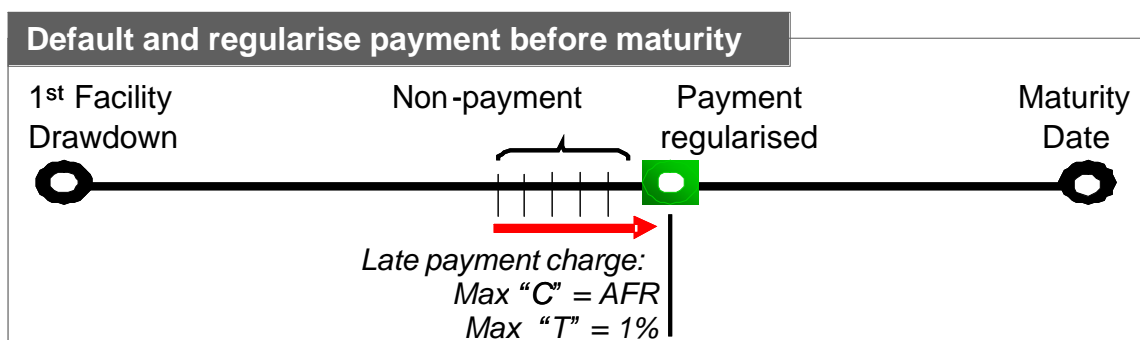 Default and regularise payment before maturity
1st Facility
Drawdown
Non-payment
Payment
regularised
Maturity
Date
Late payment charge:
Max “C” = AFR
Max “T” = 1%